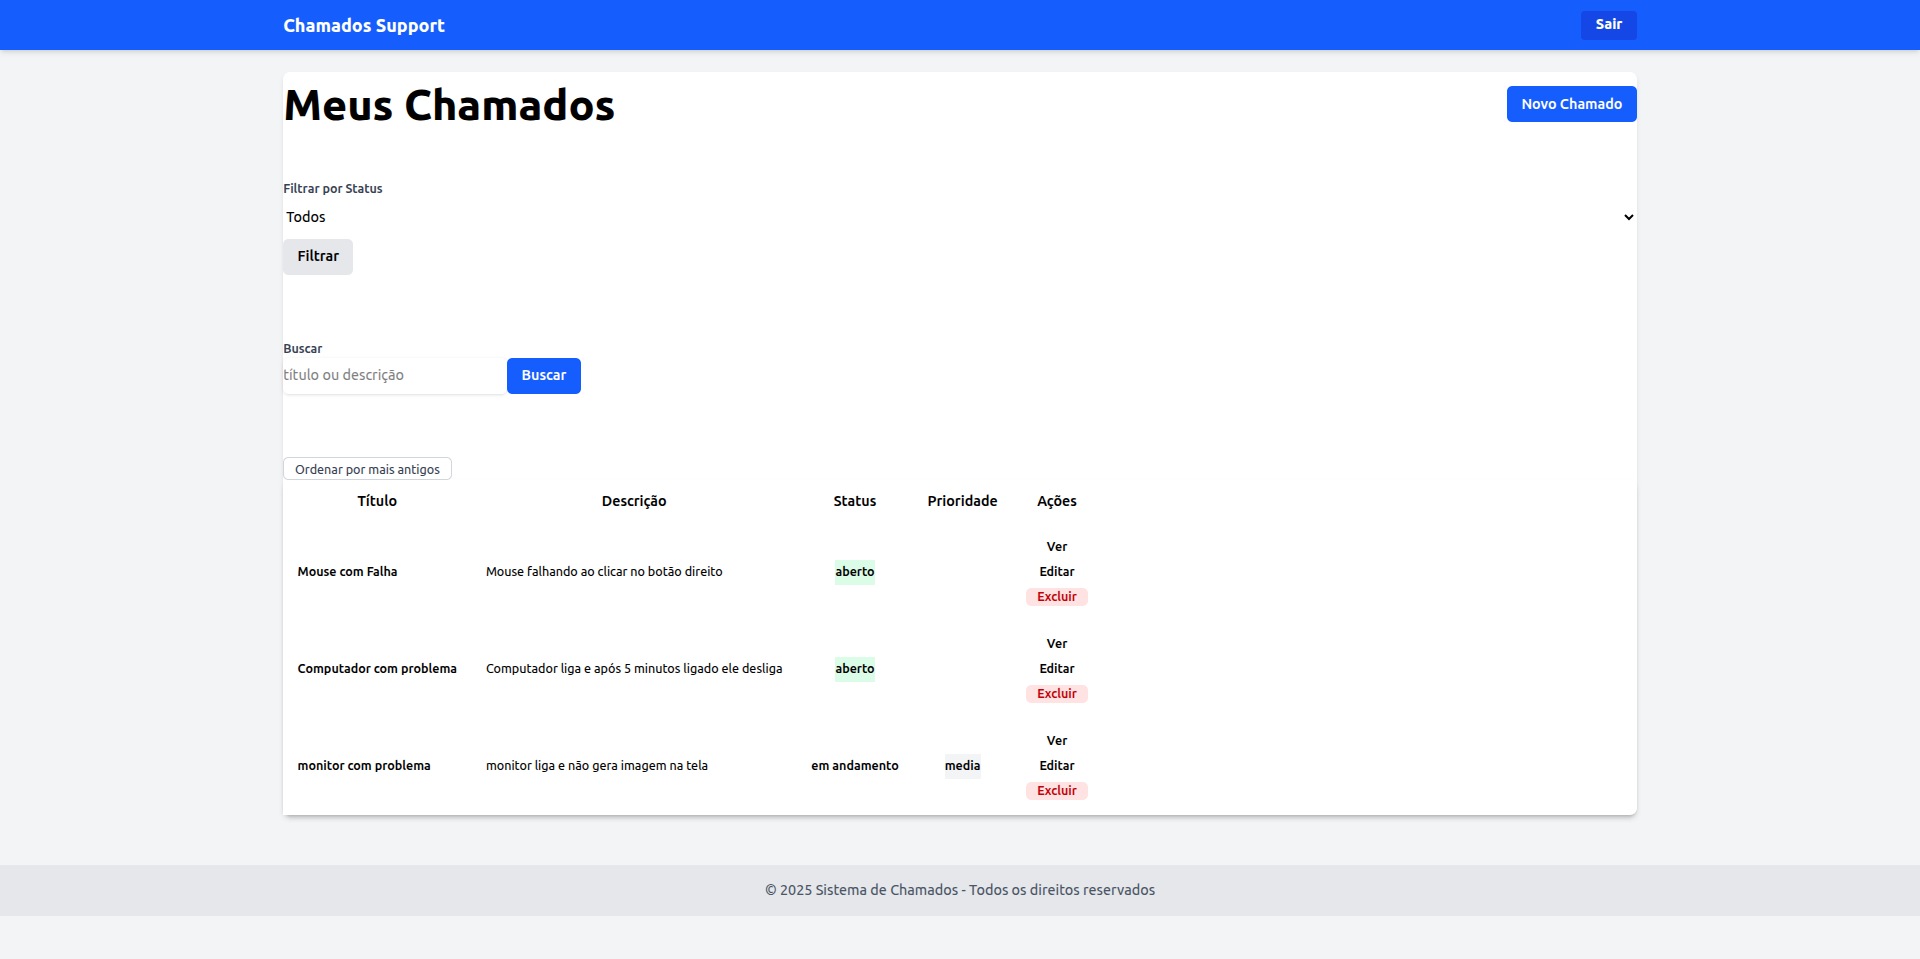 Chamados Support
Sair
Meus Chamados
Novo Chamado
Filtrar por Status
Todos
Filtrar
Buscar
título ou descrição
Buscar
Ordenar por mais antigos
Título Descrição Status Prioridade Ações
Ver
Mouse com Falha Mouse falhando ao clicar no botão direito aberto Editar
Excluir
Ver
Computador com problema Computador liga e após 5 minutos ligado ele desliga aberto Editar
Excluir
Ver
monitor com problema monitor liga e não gera imagem na tela em andamento media Editar
Excluir
© 2025 Sistema de Chamados - Todos os direitos reservados